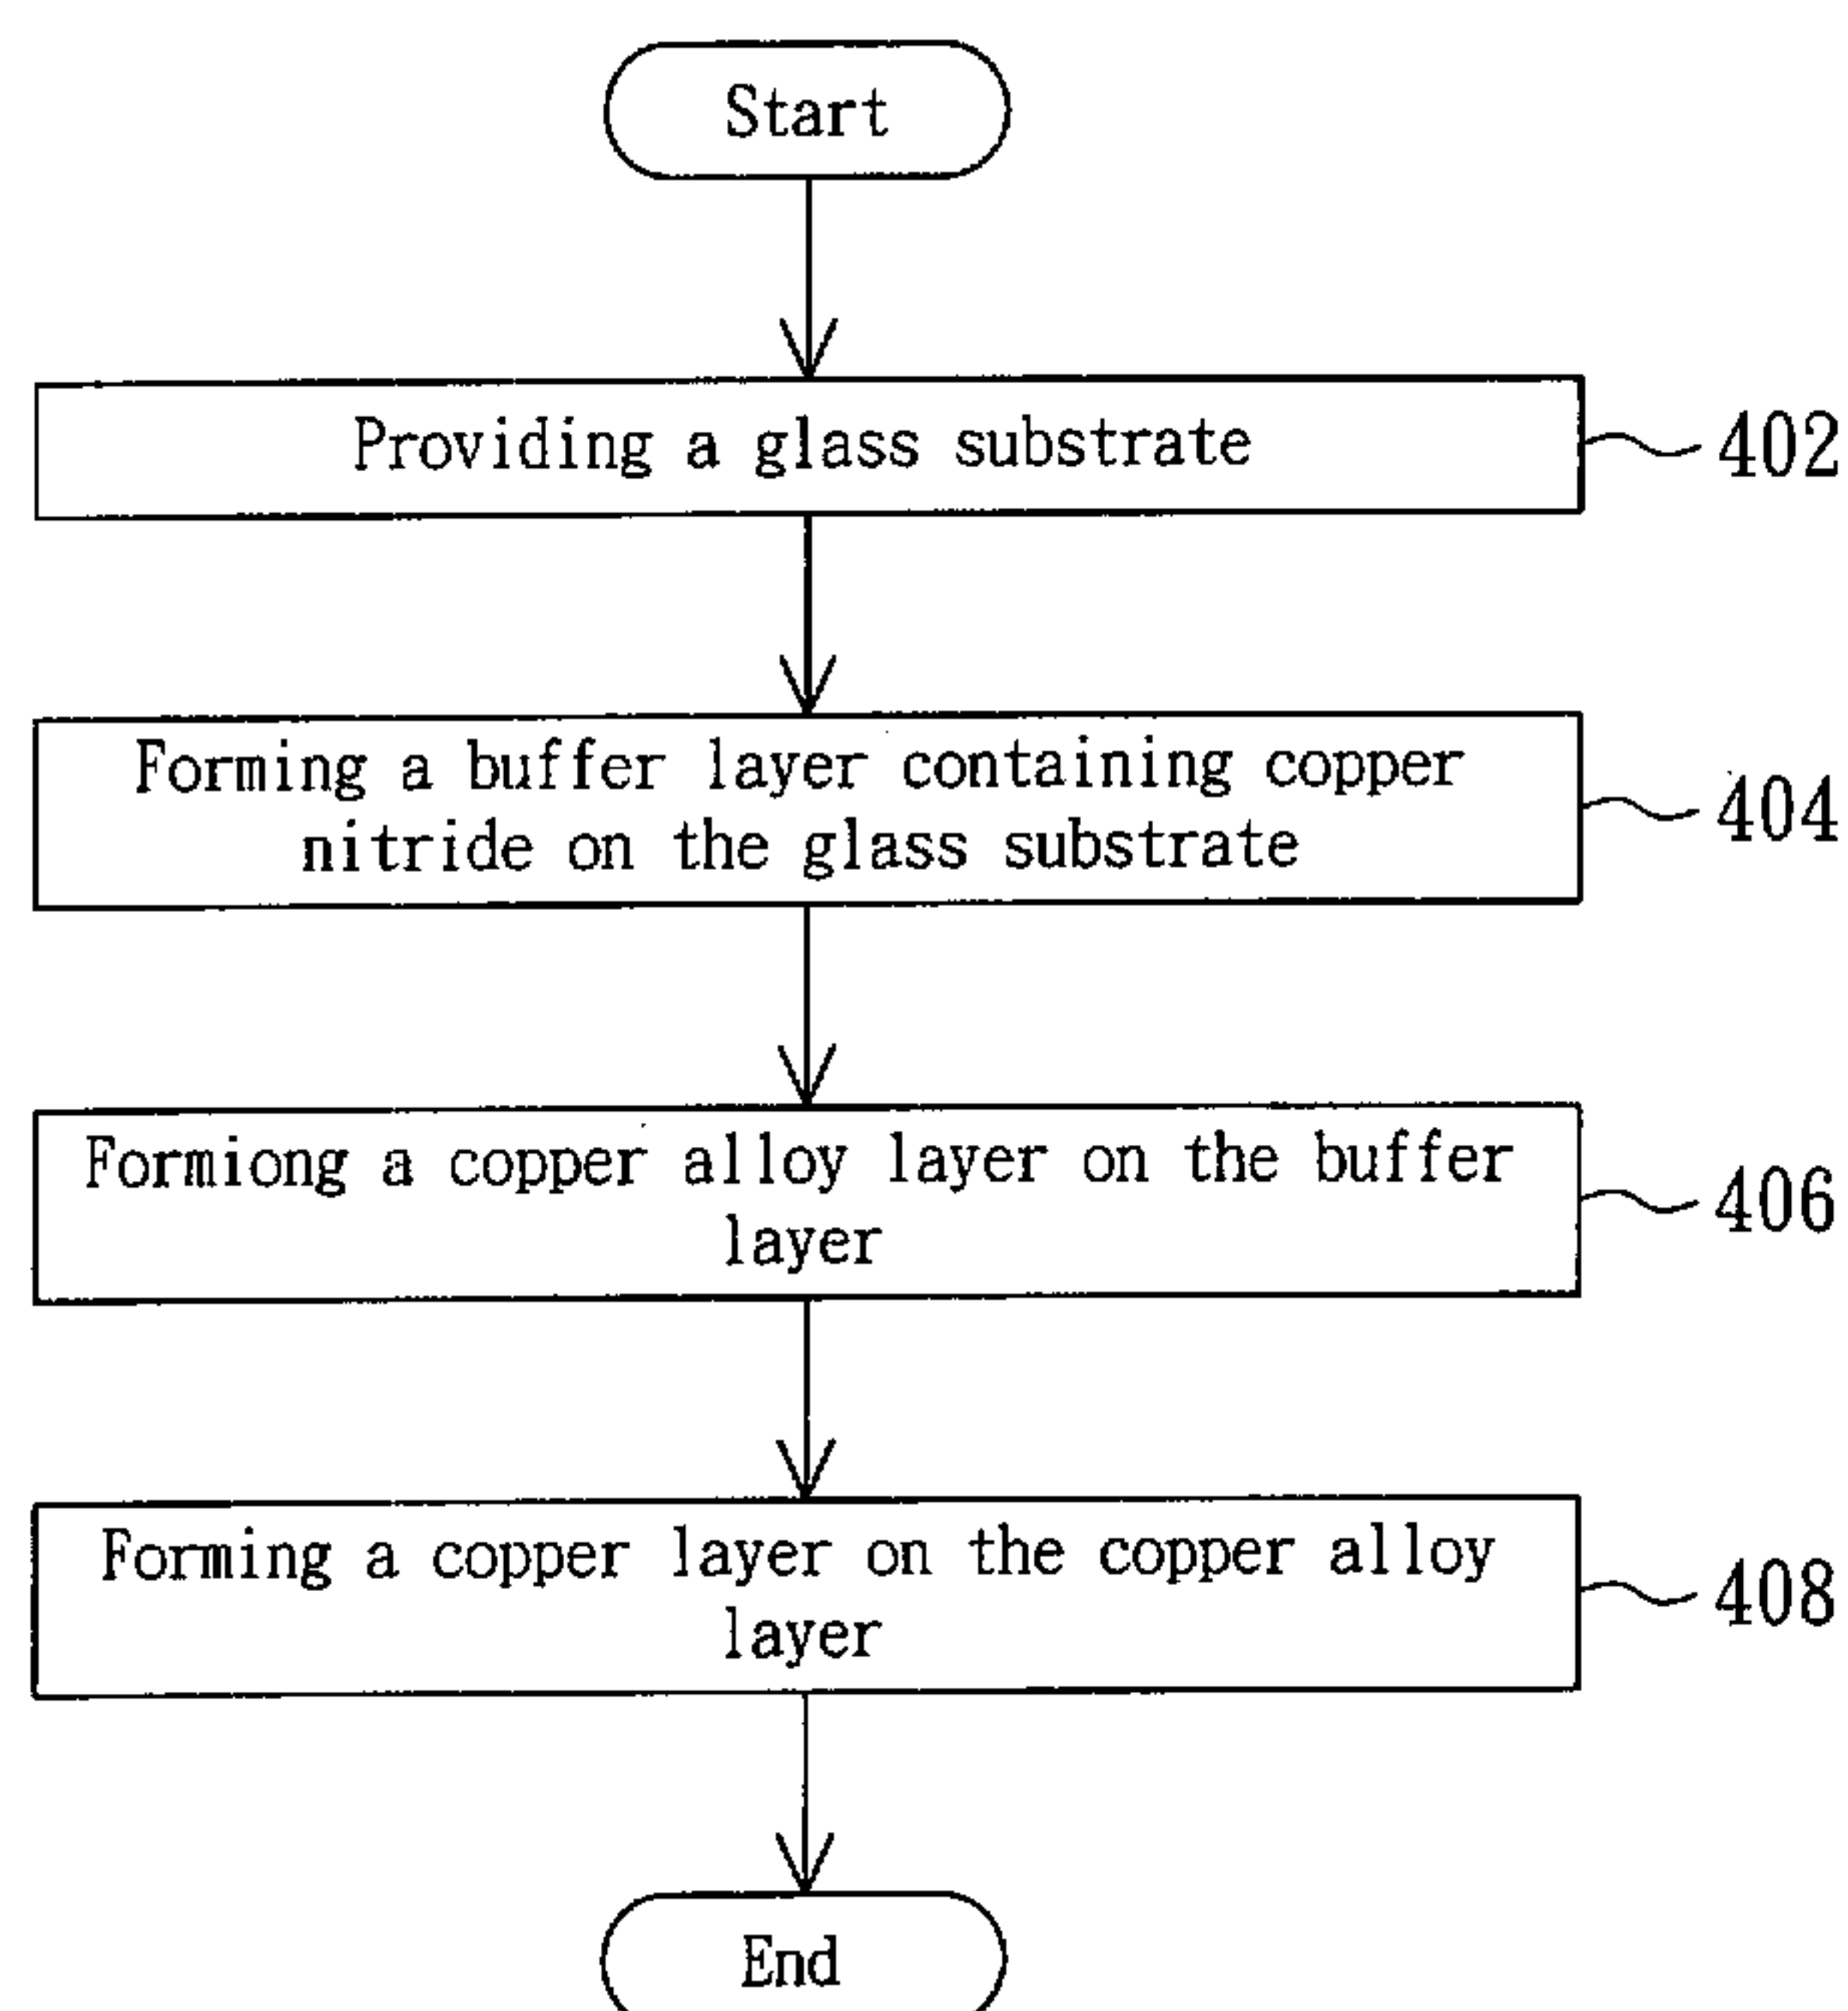 Start
Providing a glass substrate
402
Forming a buffer layer containing copper
nitride on the glass substrate
404
Formiong a copper alloy layer on the buffer
layer
406
Forming a copper layer on the copper alloy
layer
408
End